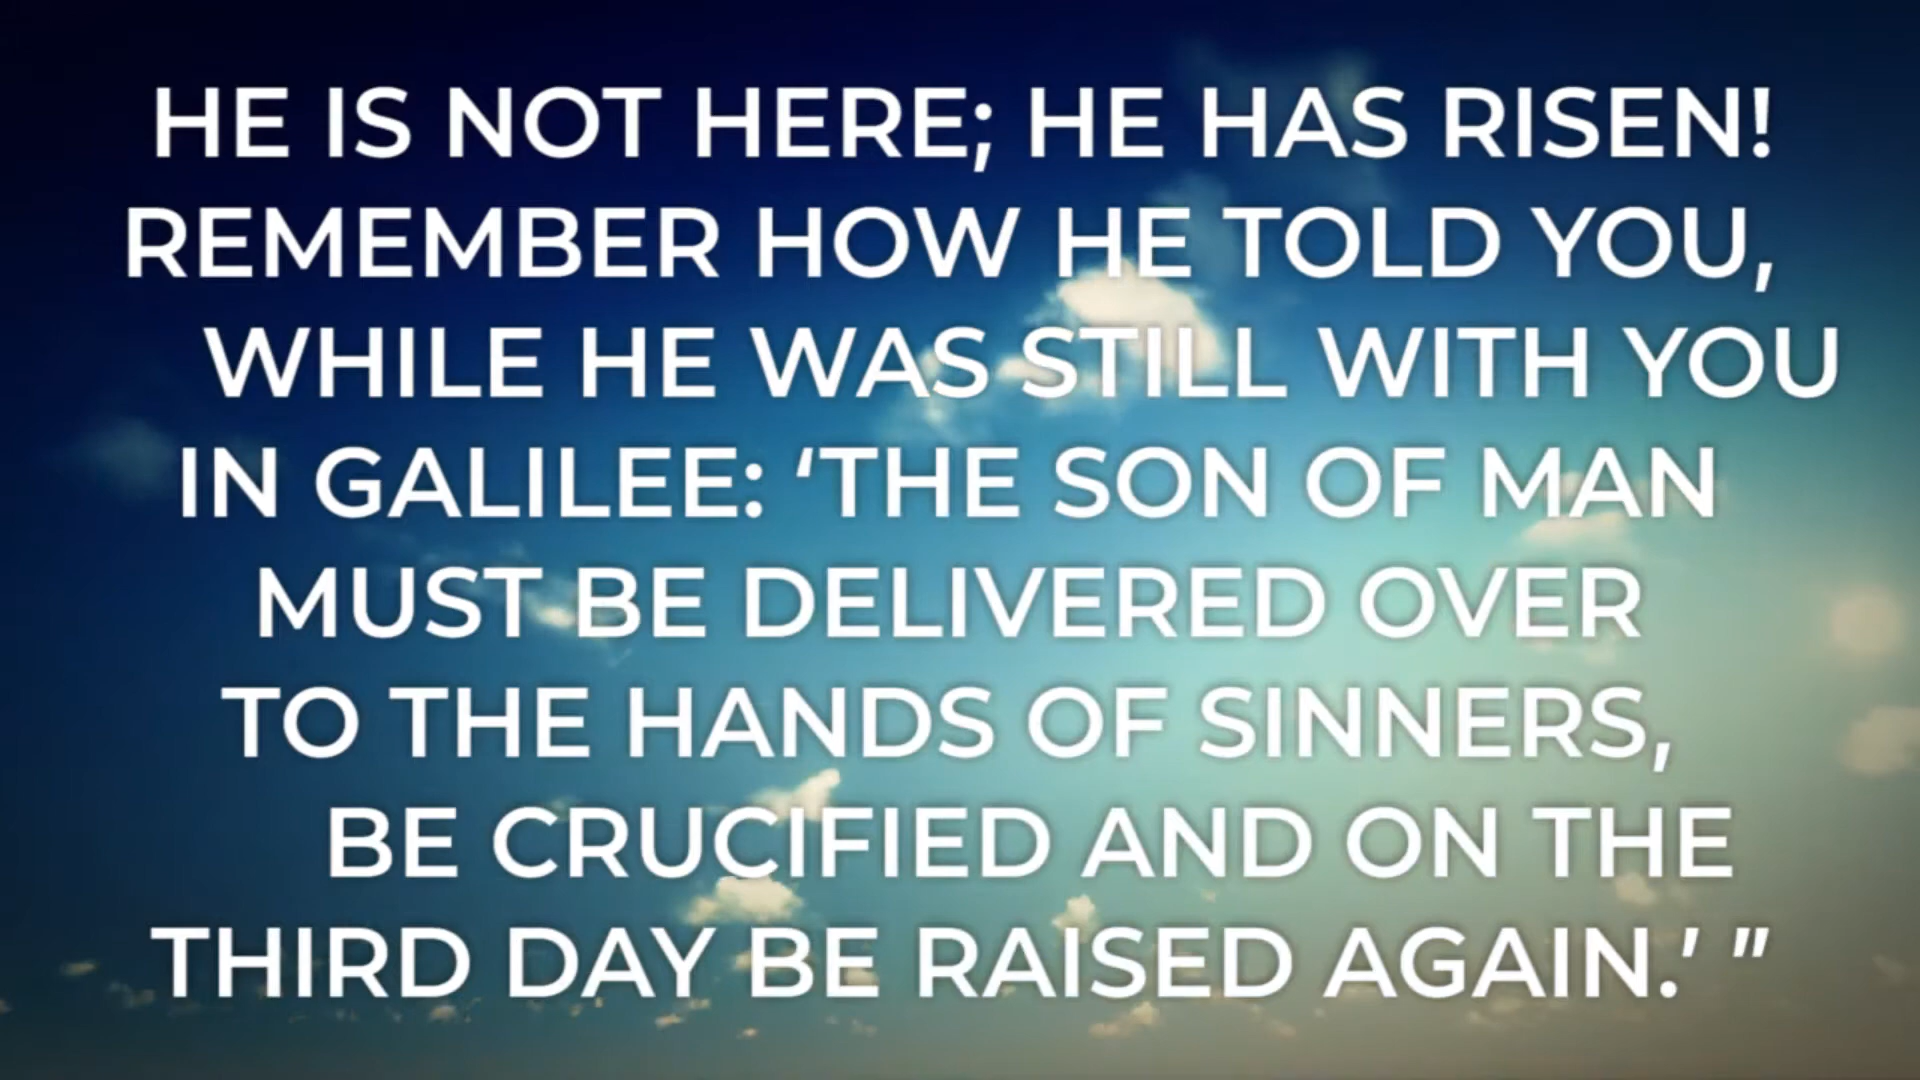 HE IS NOT HERE; HE HAS RISEN!
REMEMBER HOW HE TOLD YOU,
WHILE HE WAS STILL WITH YOU
IN GALILEE: ‘THE SON OF MAN
MUST BE DELIVERED OVER
TO THE HANDS OF SINNERS,
BE CRUCIFIED AND ON THE
THIRD DAY BE RAISED AGAIN.’ ”